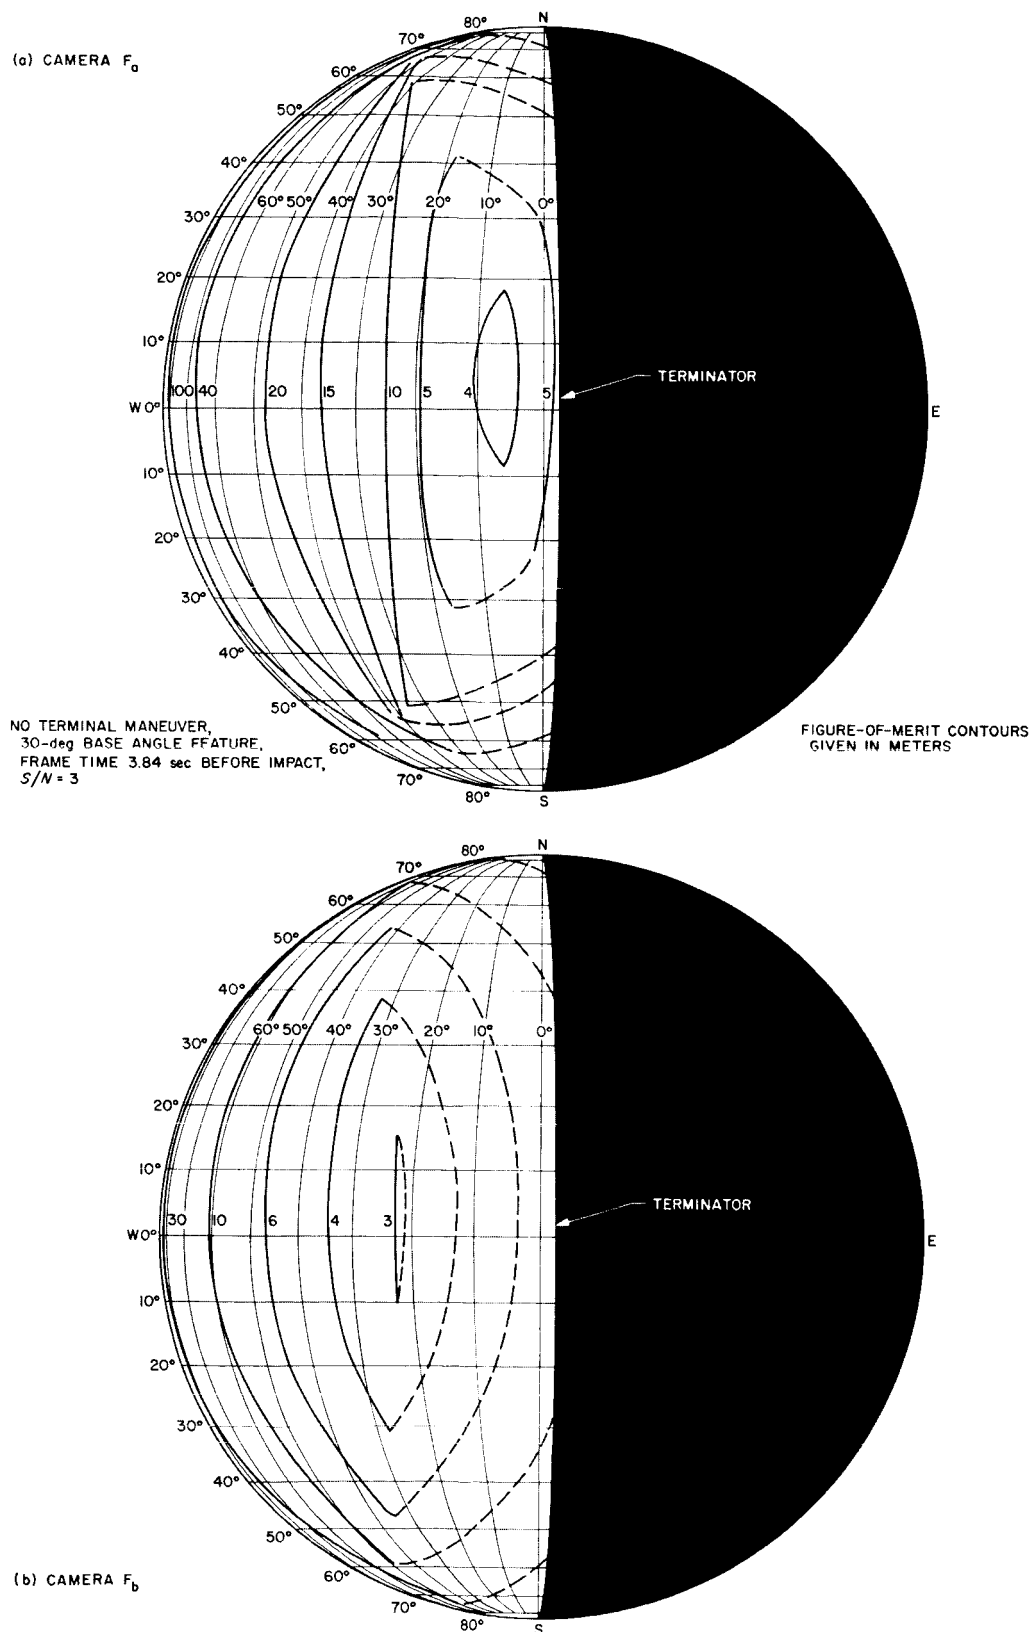 (a) CAMERA Fa
N
80°
70°
60°
50°
40°
60° 50° 40° 30° 20° 10° 0°
30°
20°
10°
100 40 20 15 10 5 4 5
TERMINATOR
W 0°
E
10°
20°
30°
40°
50°
60°
70°
80°
S
NO TERMINAL MANEUVER,
30-deg BASE ANGLE FEATURE,
FRAME TIME 3.84 sec BEFORE IMPACT,
S/N = 3
FIGURE-OF-MERIT CONTOURS
GIVEN IN METERS
N
80°
70°
60°
50°
40°
60° 50° 40° 30° 20° 10° 0°
30°
20°
10°
TERMINATOR
30 10 6 4 3
W0°
E
10°
20°
30°
40°
50°
60°
70°
80°
S
(b) CAMERA Fb